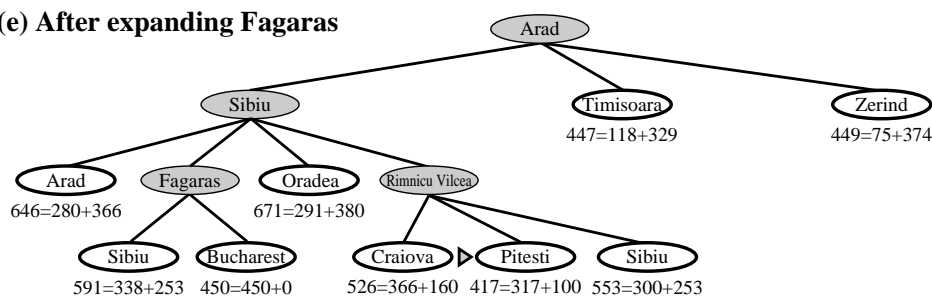 (e) After expanding Fagaras
Arad
Sibiu
Timisoara
Zerind
447=118+329
449=75+374
Arad
Fagaras
Oradea
Rimnicu Vilcea
646=280+366
671=291+380
Sibiu
Bucharest
Craiova
Pitesti
Sibiu
591=338+253
450=450+0
526=366+160
417=317+100
553=300+253